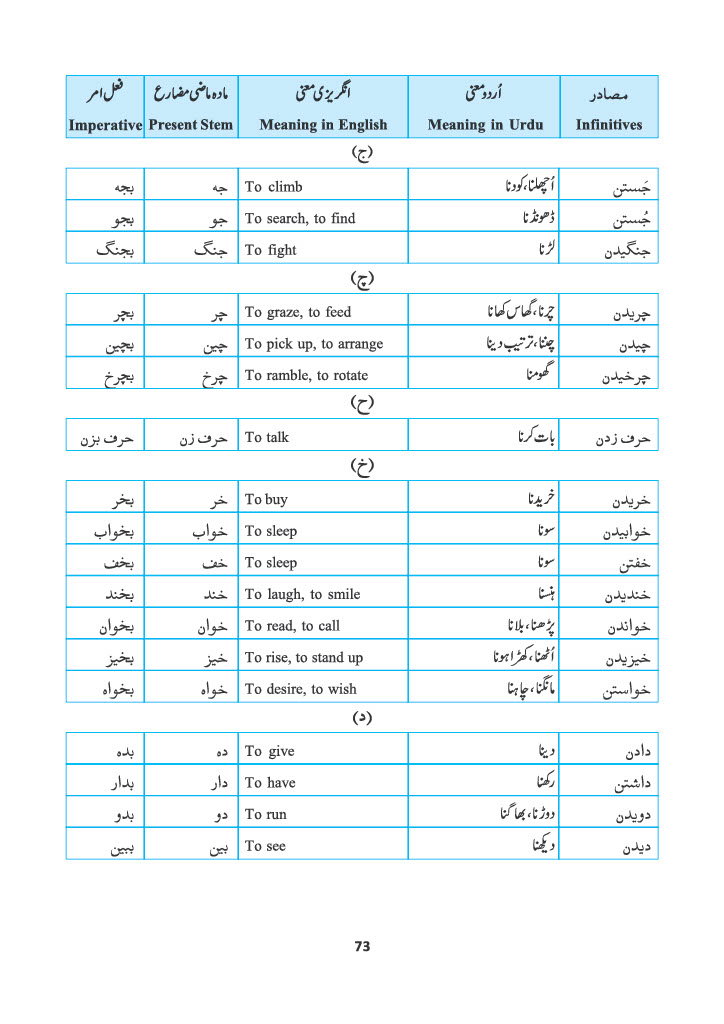 مصادر اُردو معنی انگریزی معنی مادہ ماضی مضارع فعل امر
Infinitives Meaning in Urdu Meaning in English Present Stem Imperative
(ج)
جَستن اُچھلنا، کودنا To climb جه بجه
جُستن ڈھونڈنا To search, to find جو بجو
جنگیدن لڑنا To fight جنگ بجنگ
(چ)
چریدن چرنا، گھاس کھانا To graze, to feed چر بچر
چیدن چننا، ترتیب دینا To pick up, to arrange چین بچین
چرخیدن گھومنا To ramble, to rotate چرخ بچرخ
(ح)
حرف زدن بات کرنا To talk حرف زن حرف بزن
(خ)
خریدن خریدنا To buy خر بخر
خوابیدن سونا To sleep خواب بخواب
خفتن سونا To sleep خف بخف
خندیدن ہنسنا To laugh, to smile خند بخند
خواندن پڑھنا، بلانا To read, to call خوان بخوان
خیزیدن اُٹھنا، کھڑا ہونا To rise, to stand up خیز بخیز
خواستن مانگنا، چاہنا To desire, to wish خواه بخواه
(د)
دادن دینا To give ده بده
داشتن رکھنا To have دار بدار
دویدن دوڑنا، بھاگنا To run دو بدو
دیدن دیکھنا To see بین ببین
73